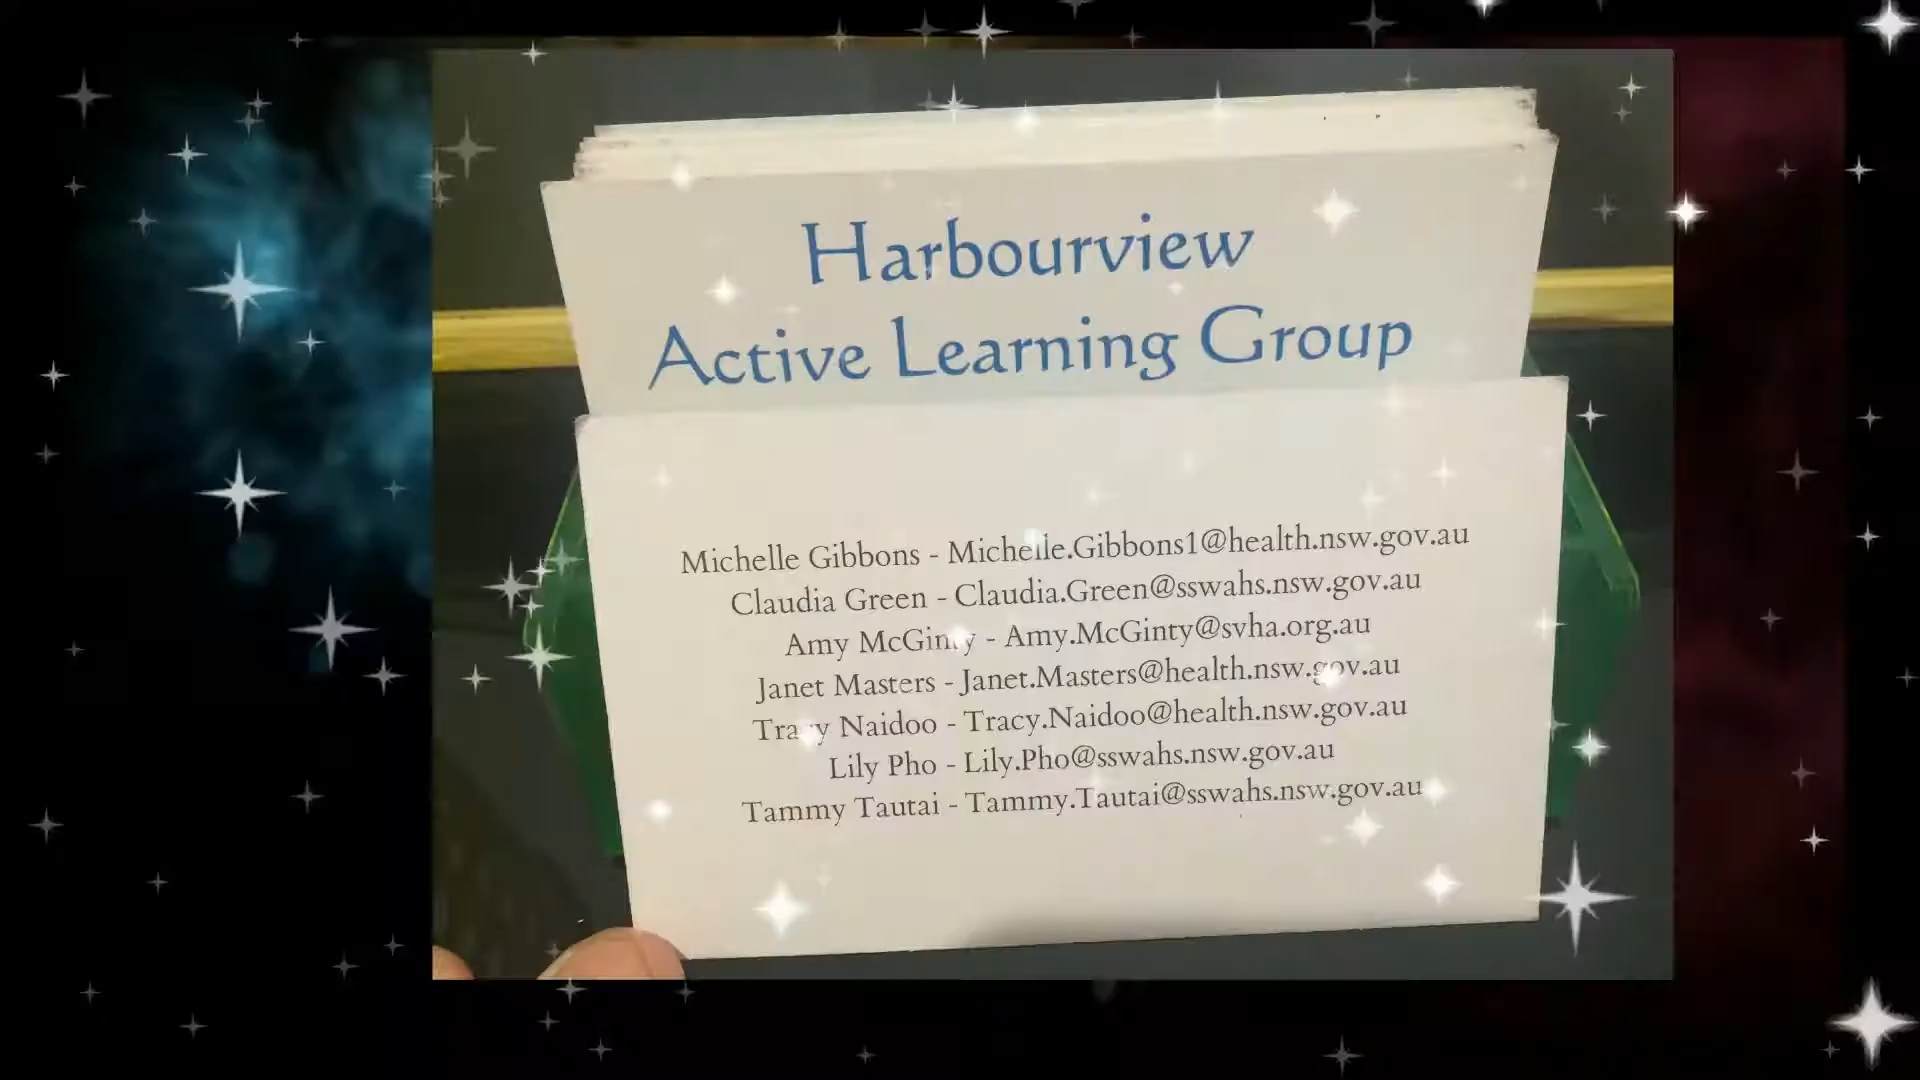 Harbourview
Active Learning Group
Michelle Gibbons - Michelle.Gibbons1@health.nsw.gov.au
Claudia Green - Claudia.Green@sswahs.nsw.gov.au
Amy McGinty - Amy.McGinty@svha.org.au
Janet Masters - Janet.Masters@health.nsw.gov.au
Tracy Naidoo - Tracy.Naidoo@health.nsw.gov.au
Lily Pho - Lily.Pho@sswahs.nsw.gov.au
Tammy Tautai - Tammy.Tautai@sswahs.nsw.gov.au